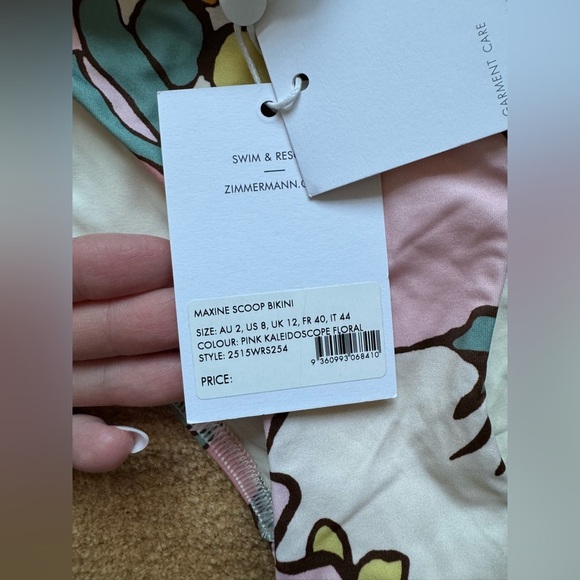 GARMENT CARE
SWIM &
ZIMMERMANN.
MAXINE SCOOP BIKINI
SIZE: AU 2, US 8, UK 12, FR 40, IT 44
COLOUR: PINK KALEIDOSCOPE FLORAL
STYLE: 2515WRS254
9 360993 068410
PRICE: